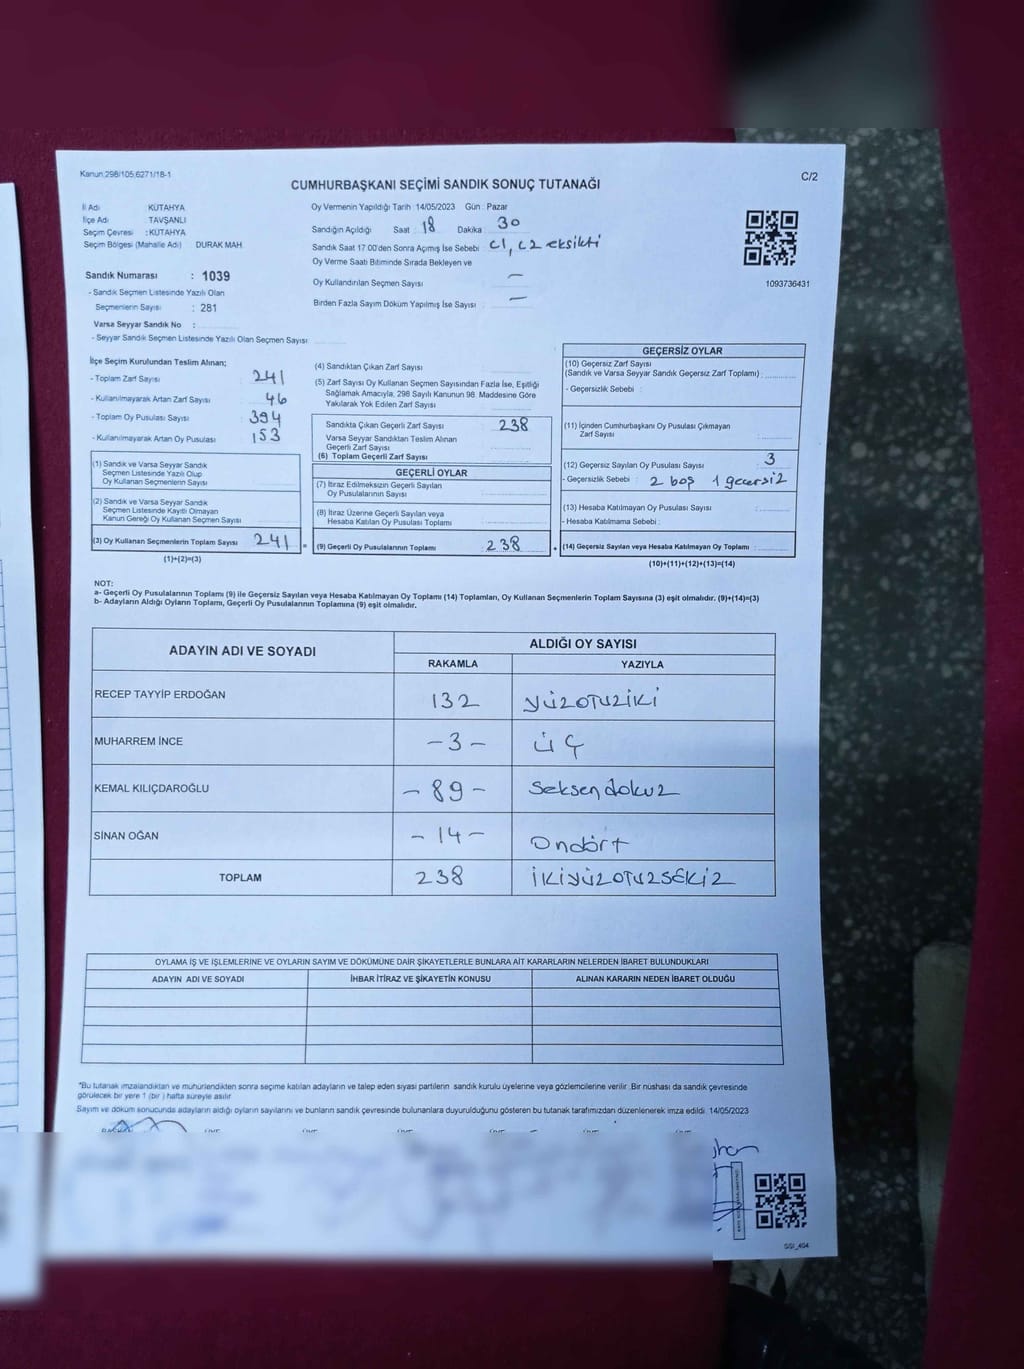 Kanun:298/105,6271/18-1
CUMHURBAŞKANI SEÇİMİ SANDIK SONUÇ TUTANAĞI
C/2
İl Adı : KÜTAHYA
İlçe Adı : TAVŞANLI
Seçim Çevresi : KÜTAHYA
Seçim Bölgesi (Mahalle Adı) DURAK MAH.
Sandık Numarası : 1039
- Sandık Seçmen Listesinde Yazılı Olan
Seçmenlerin Sayısı : 281
Varsa Seyyar Sandık No :
- Seyyar Sandık Seçmen Listesinde Yazılı Olan Seçmen Sayısı
Oy Vermenin Yapıldığı Tarih :14/05/2023 Gün : Pazar
Sandığın Açıldığı Saat : 18 Dakika : 30
Sandık Saat 17:00'den Sonra Açılmış İse Sebebi : C1, C2 eksikti
Oy Verme Saati Bitiminde Sırada Bekleyen ve
Oy Kullandırılan Seçmen Sayısı : —
Birden Fazla Sayım Döküm Yapılmış İse Sayısı : —
1093736431
İlçe Seçim Kurulundan Teslim Alınan;
- Toplam Zarf Sayısı : 241
- Kullanılmayarak Artan Zarf Sayısı : 46
- Toplam Oy Pusulası Sayısı : 394
- Kullanılmayarak Artan Oy Pusulası : 153
(1) Sandık ve Varsa Seyyar Sandık
Seçmen Listesinde Yazılı Olup
Oy Kullanan Seçmenlerin Sayısı
(2) Sandık ve Varsa Seyyar Sandık
Seçmen Listesinde Kayıtlı Olmayan
Kanun Gereği Oy Kullanan Seçmen Sayısı
(3) Oy Kullanan Seçmenlerin Toplam Sayısı 241 =
(1)+(2)=(3)
(4) Sandıktan Çıkan Zarf Sayısı
(5) Zarf Sayısı Oy Kullanan Seçmen Sayısından Fazla İse, Eşitliği
Sağlamak Amacıyla, 298 Sayılı Kanunun 98. Maddesine Göre
Yakılarak Yok Edilen Zarf Sayısı
Sandıkta Çıkan Geçerli Zarf Sayısı : 238
Varsa Seyyar Sandıktan Teslim Alınan
Geçerli Zarf Sayısı
(6) Toplam Geçerli Zarf Sayısı
GEÇERLİ OYLAR
(7) İtiraz Edilmeksizin Geçerli Sayılan
Oy Pusulalarının Sayısı
(8) İtiraz Üzerine Geçerli Sayılan veya
Hesaba Katılan Oy Pusulası Toplamı
(9) Geçerli Oy Pusulalarının Toplamı 238 +
GEÇERSİZ OYLAR
(10) Geçersiz Zarf Sayısı
(Sandık ve Varsa Seyyar Sandık Geçersiz Zarf Toplamı) :
- Geçersizlik Sebebi :
(11) İçinden Cumhurbaşkanı Oy Pusulası Çıkmayan
Zarf Sayısı
(12) Geçersiz Sayılan Oy Pusulası Sayısı : 3
- Geçersizlik Sebebi : 2 boş 1 geçersiz
(13) Hesaba Katılmayan Oy Pusulası Sayısı :
- Hesaba Katılmama Sebebi :
(14) Geçersiz Sayılan veya Hesaba Katılmayan Oy Toplamı :
(10)+(11)+(12)+(13)=(14)
NOT:
a- Geçerli Oy Pusulalarının Toplamı (9) ile Geçersiz Sayılan veya Hesaba Katılmayan Oy Toplamı (14) Toplamları, Oy Kullanan Seçmenlerin Toplam Sayısına (3) eşit olmalıdır. (9)+(14)=(3)
b- Adayların Aldığı Oyların Toplamı, Geçerli Oy Pusulalarının Toplamına (9) eşit olmalıdır.
ADAYIN ADI VE SOYADI
ALDIĞI OY SAYISI
RAKAMLA YAZIYLA
RECEP TAYYİP ERDOĞAN 132 YÜZOTUZİKİ
MUHARREM İNCE -3- ÜÇ
KEMAL KILIÇDAROĞLU -89- Seksendokuz
SİNAN OĞAN -14- Ondört
TOPLAM 238 İKİYÜZOTUZSEKİZ
OYLAMA İŞ VE İŞLEMLERİNE VE OYLARIN SAYIM VE DÖKÜMÜNE DAİR ŞİKAYETLERLE BUNLARA AİT KARARLARIN NELERDEN İBARET BULUNDUKLARI
ADAYIN ADI VE SOYADI İHBAR İTİRAZ VE ŞİKAYETİN KONUSU ALINAN KARARIN NEDEN İBARET OLDUĞU
*Bu tutanak imzalandıktan ve mühürlendikten sonra seçime katılan adayların ve talep eden siyasi partilerin sandık kurulu üyelerine veya gözlemcilerine verilir. Bir nüshası da sandık çevresinde
görülecek bir yere 1 (bir ) hafta süreyle asılır.
Sayım ve döküm sonucunda adayların aldığı oyların sayılarını ve bunların sandık çevresinde bulunanlara duyurulduğunu gösteren bu tutanak tarafımızdan düzenlenerek imza edildi. 14/05/2023
SSI_404